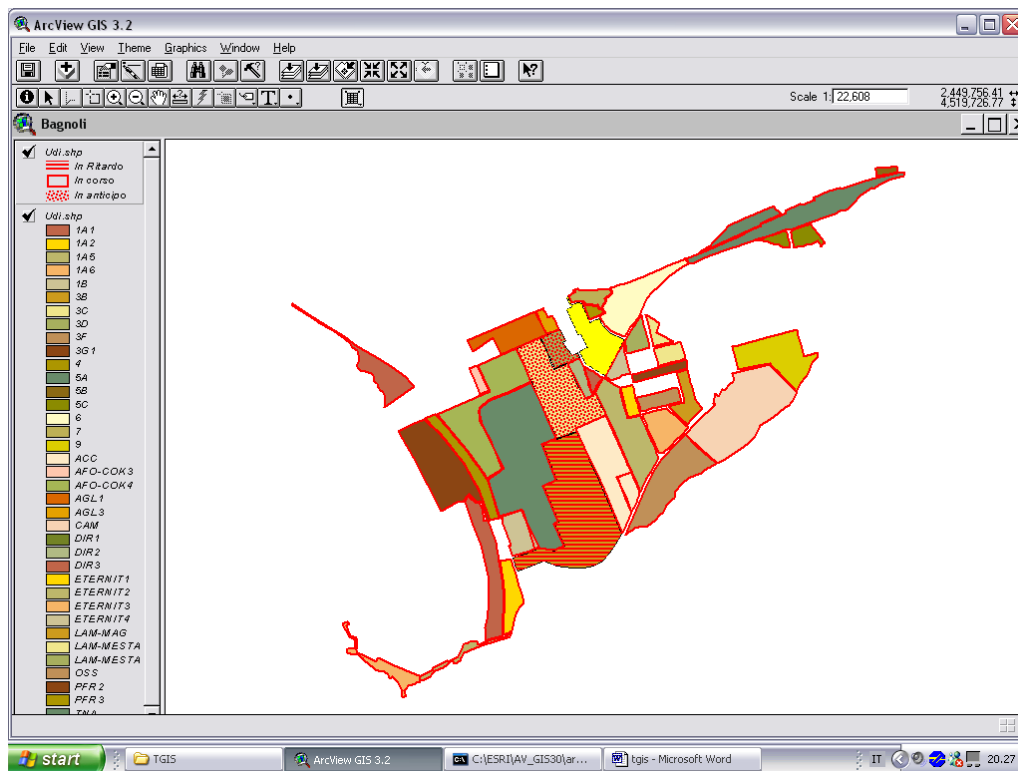 ArcView GIS 3.2
File Edit View Theme Graphics Window Help
Scale 1: 22,608
2,449,756.41
4,519,726.77
Bagnoli
Udi.shp
In Ritardo
In corso
In anticipo
Udi.shp
1A1
1A2
1A5
1A6
1B
3B
3C
3D
3F
3G1
4
5A
5B
5C
6
7
9
ACC
AFO-COK3
AFO-COK4
AGL1
AGL3
CAM
DIR1
DIR2
DIR3
ETERNIT1
ETERNIT2
ETERNIT3
ETERNIT4
LAM-MAG
LAM-MESTA
LAM-MESTA
OSS
PFR2
PFR3
TNA
start TGIS ArcView GIS 3.2 C:\ESRI\AV_GIS30\ar... tgis - Microsoft Word IT 20.27